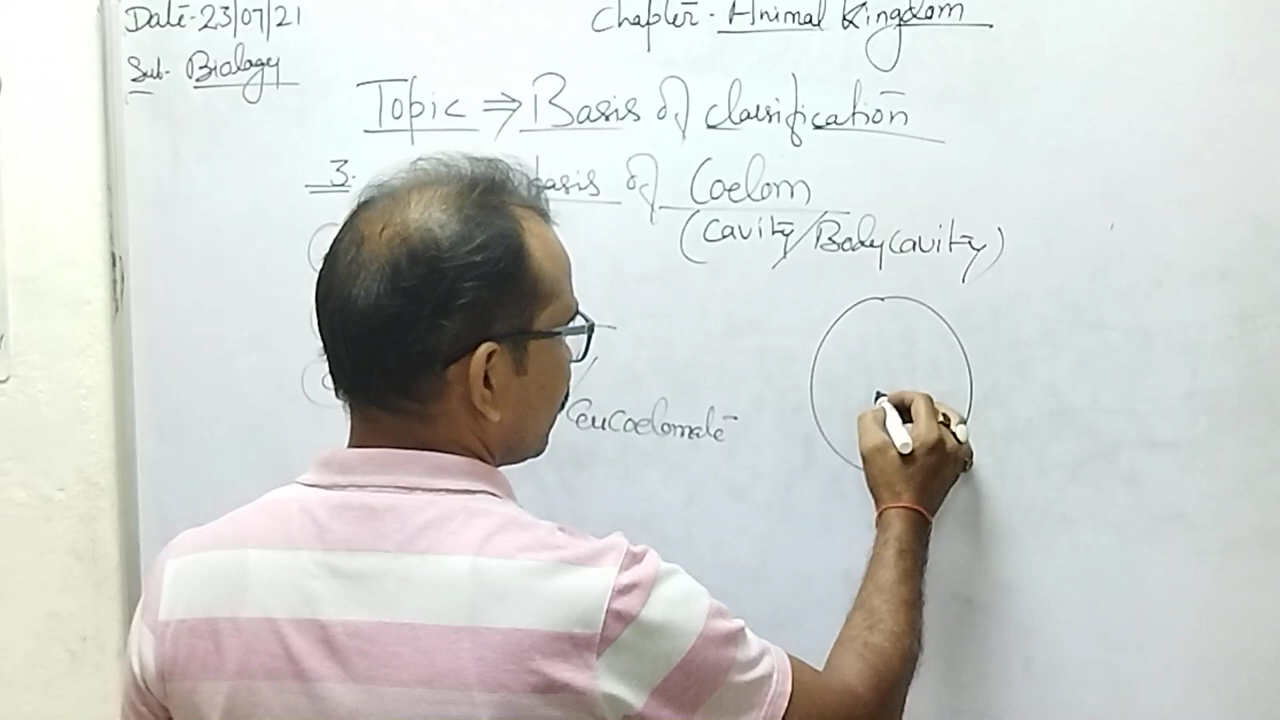 Date-23/07/21
Chapter- Animal Kingdom
Sub- Biology
Topic ⇒ Basis of classification
3. basis of Coelom
(Cavity/Body cavity)
eucoelomate